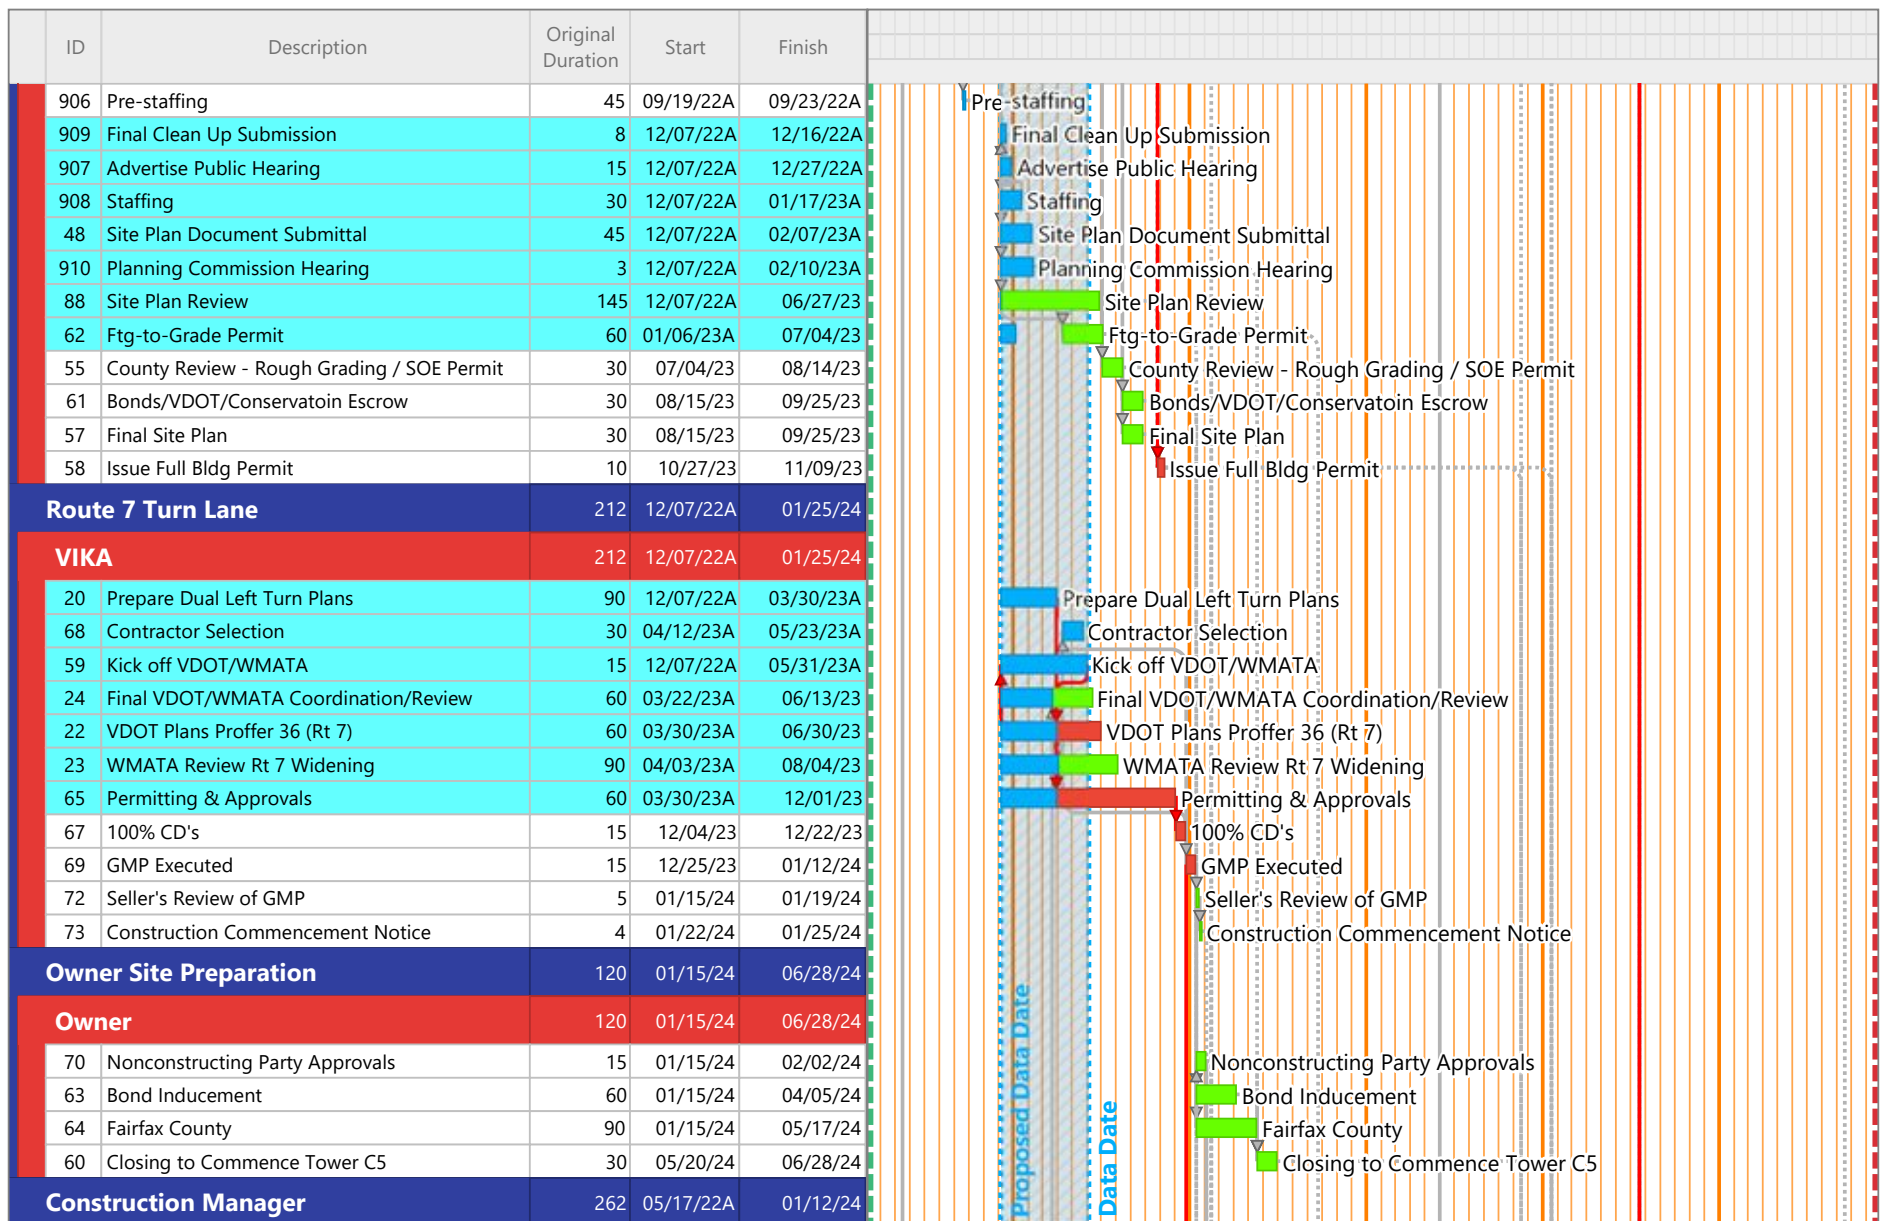 ID Description Original Duration Start Finish
906 Pre-staffing 45 09/19/22A 09/23/22A Pre-staffing
909 Final Clean Up Submission 8 12/07/22A 12/16/22A Final Clean Up Submission
907 Advertise Public Hearing 15 12/07/22A 12/27/22A Advertise Public Hearing
908 Staffing 30 12/07/22A 01/17/23A Staffing
48 Site Plan Document Submittal 45 12/07/22A 02/07/23A Site Plan Document Submittal
910 Planning Commission Hearing 3 12/07/22A 02/10/23A Planning Commission Hearing
88 Site Plan Review 145 12/07/22A 06/27/23 Site Plan Review
62 Ftg-to-Grade Permit 60 01/06/23A 07/04/23 Ftg-to-Grade Permit
55 County Review - Rough Grading / SOE Permit 30 07/04/23 08/14/23 County Review - Rough Grading / SOE Permit
61 Bonds/VDOT/Conservatoin Escrow 30 08/15/23 09/25/23 Bonds/VDOT/Conservatoin Escrow
57 Final Site Plan 30 08/15/23 09/25/23 Final Site Plan
58 Issue Full Bldg Permit 10 10/27/23 11/09/23 Issue Full Bldg Permit
Route 7 Turn Lane 212 12/07/22A 01/25/24
VIKA 212 12/07/22A 01/25/24
20 Prepare Dual Left Turn Plans 90 12/07/22A 03/30/23A Prepare Dual Left Turn Plans
68 Contractor Selection 30 04/12/23A 05/23/23A Contractor Selection
59 Kick off VDOT/WMATA 15 12/07/22A 05/31/23A Kick off VDOT/WMATA
24 Final VDOT/WMATA Coordination/Review 60 03/22/23A 06/13/23 Final VDOT/WMATA Coordination/Review
22 VDOT Plans Proffer 36 (Rt 7) 60 03/30/23A 06/30/23 VDOT Plans Proffer 36 (Rt 7)
23 WMATA Review Rt 7 Widening 90 04/03/23A 08/04/23 WMATA Review Rt 7 Widening
65 Permitting & Approvals 60 03/30/23A 12/01/23 Permitting & Approvals
67 100% CD's 15 12/04/23 12/22/23 100% CD's
69 GMP Executed 15 12/25/23 01/12/24 GMP Executed
72 Seller's Review of GMP 5 01/15/24 01/19/24 Seller's Review of GMP
73 Construction Commencement Notice 4 01/22/24 01/25/24 Construction Commencement Notice
Owner Site Preparation 120 01/15/24 06/28/24
Owner 120 01/15/24 06/28/24
70 Nonconstructing Party Approvals 15 01/15/24 02/02/24 Nonconstructing Party Approvals
63 Bond Inducement 60 01/15/24 04/05/24 Bond Inducement
64 Fairfax County 90 01/15/24 05/17/24 Fairfax County
60 Closing to Commence Tower C5 30 05/20/24 06/28/24 Closing to Commence Tower C5
Construction Manager 262 05/17/22A 01/12/24
Proposed Data Date
Data Date